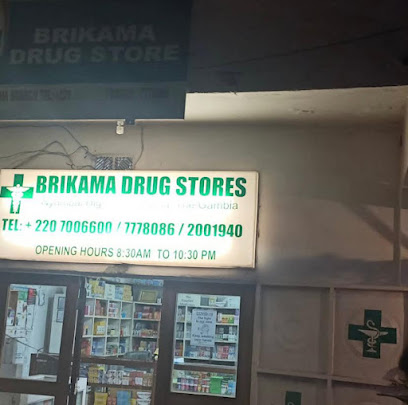 BRIKAMA
DRUG STORE
BRIKAMA DRUG STORES
Gambia
TEL: + 220 7006600 / 7778086 / 2001940
OPENING HOURS 8:30AM TO 10:30 PM